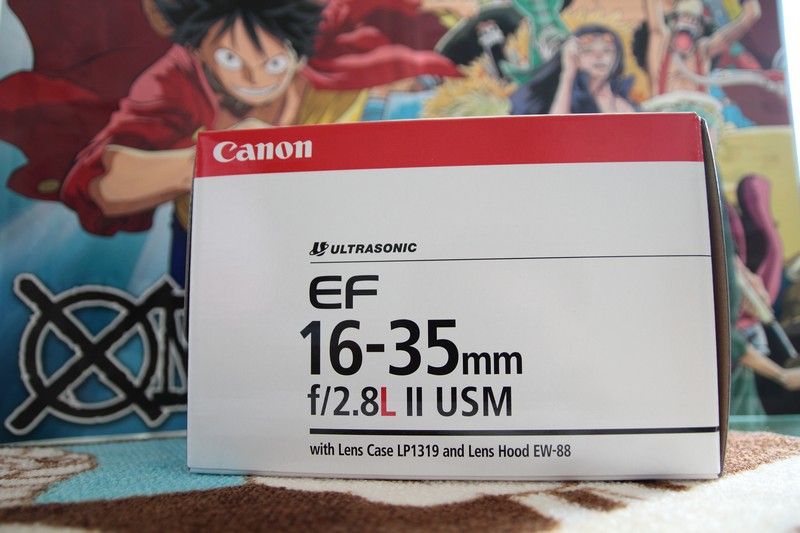 Canon
ULTRASONIC
EF
16-35mm
f/2.8L II USM
with Lens Case LP1319 and Lens Hood EW-88